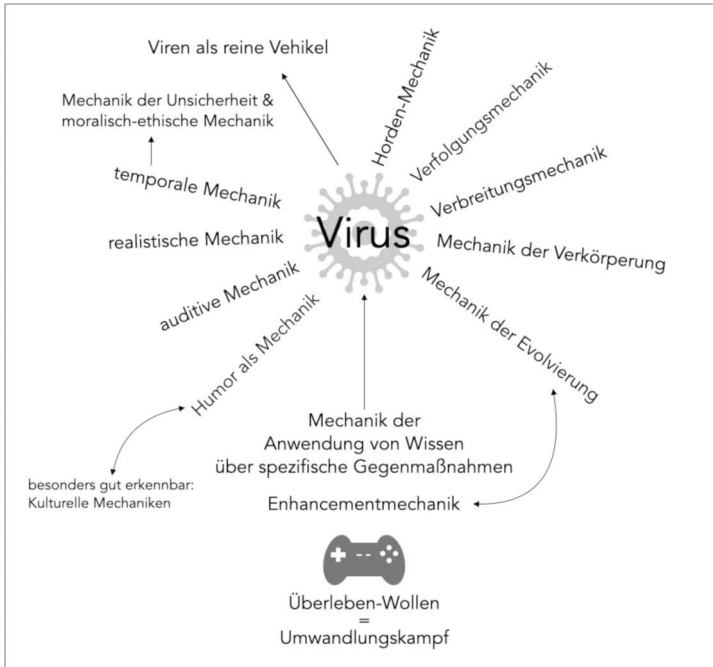 Viren als reine Vehikel
Mechanik der Unsicherheit &
moralisch-ethische Mechanik
temporale Mechanik
realistische Mechanik
auditive Mechanik
Humor als Mechanik
besonders gut erkennbar:
Kulturelle Mechaniken
Virus
Horden-Mechanik
Verfolgungsmechanik
Verbreitungsmechanik
Mechanik der Verkörperung
Mechanik der Evolvierung
Mechanik der
Anwendung von Wissen
über spezifische Gegenmaßnahmen
Enhancementmechanik
Überleben-Wollen
=
Umwandlungskampf